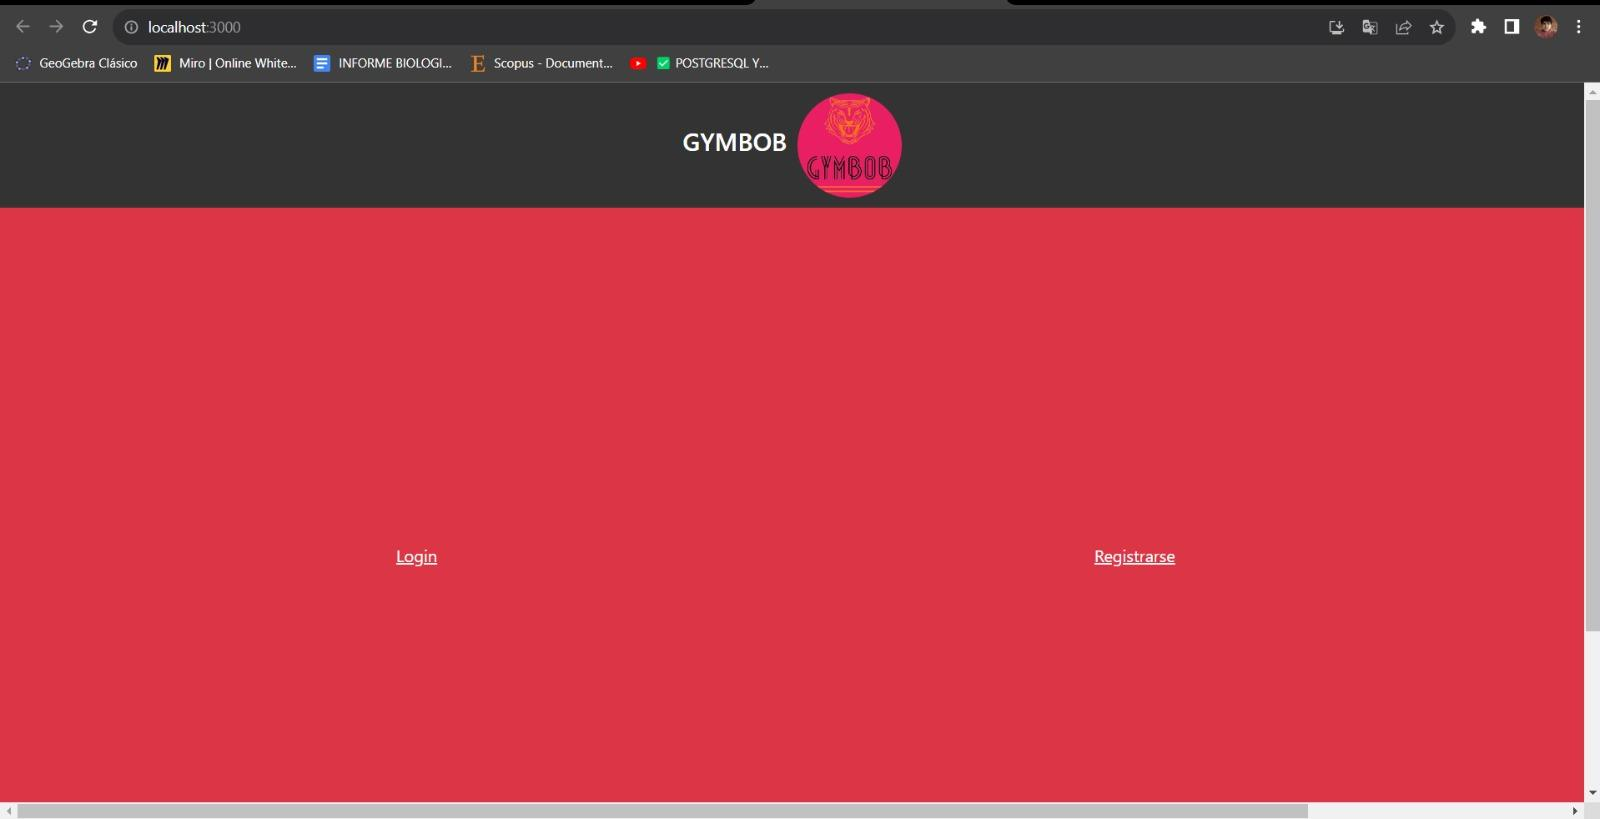 localhost:3000
GeoGebra Clásico
Miro | Online White...
INFORME BIOLOGI...
Scopus - Document...
POSTGRESQL Y...
GYMBOB
GYMBOB
Login
Registrarse